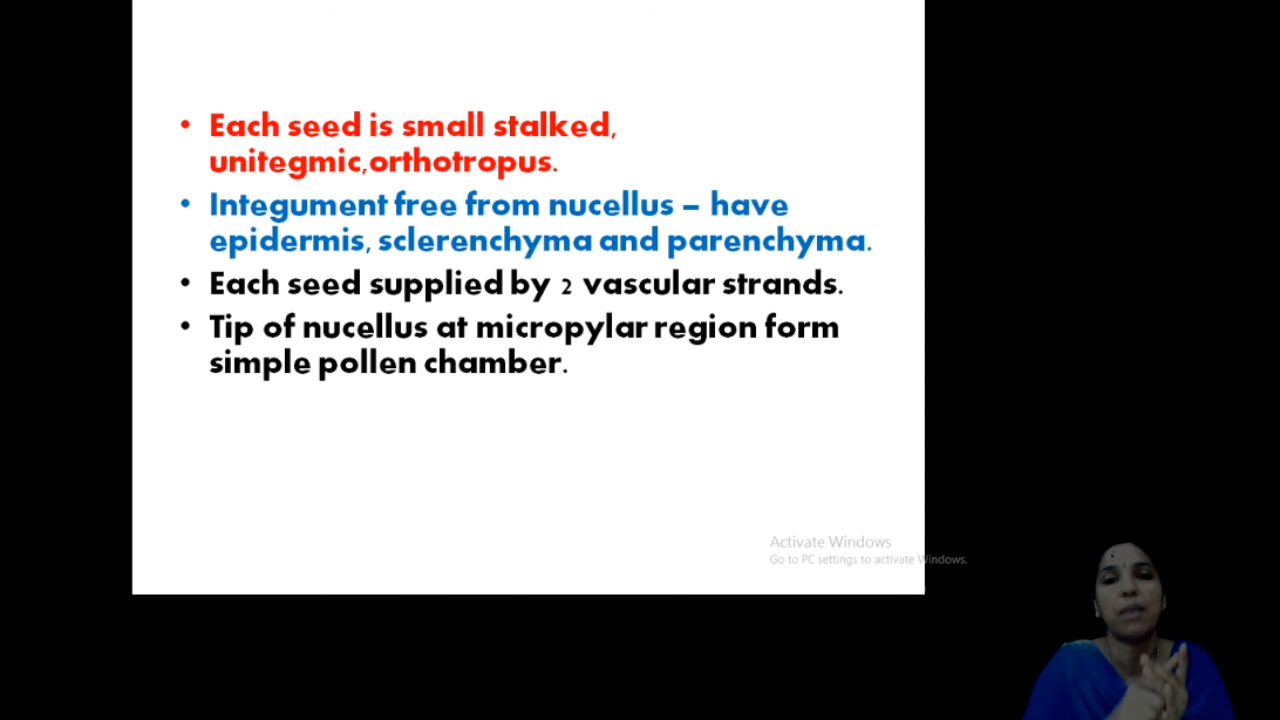 • Each seed is small stalked,
unitegmic,orthotropus.
• Integument free from nucellus – have
epidermis, sclerenchyma and parenchyma.
• Each seed supplied by 2 vascular strands.
• Tip of nucellus at micropylar region form
simple pollen chamber.
Activate Windows
Go to PC settings to activate Windows.